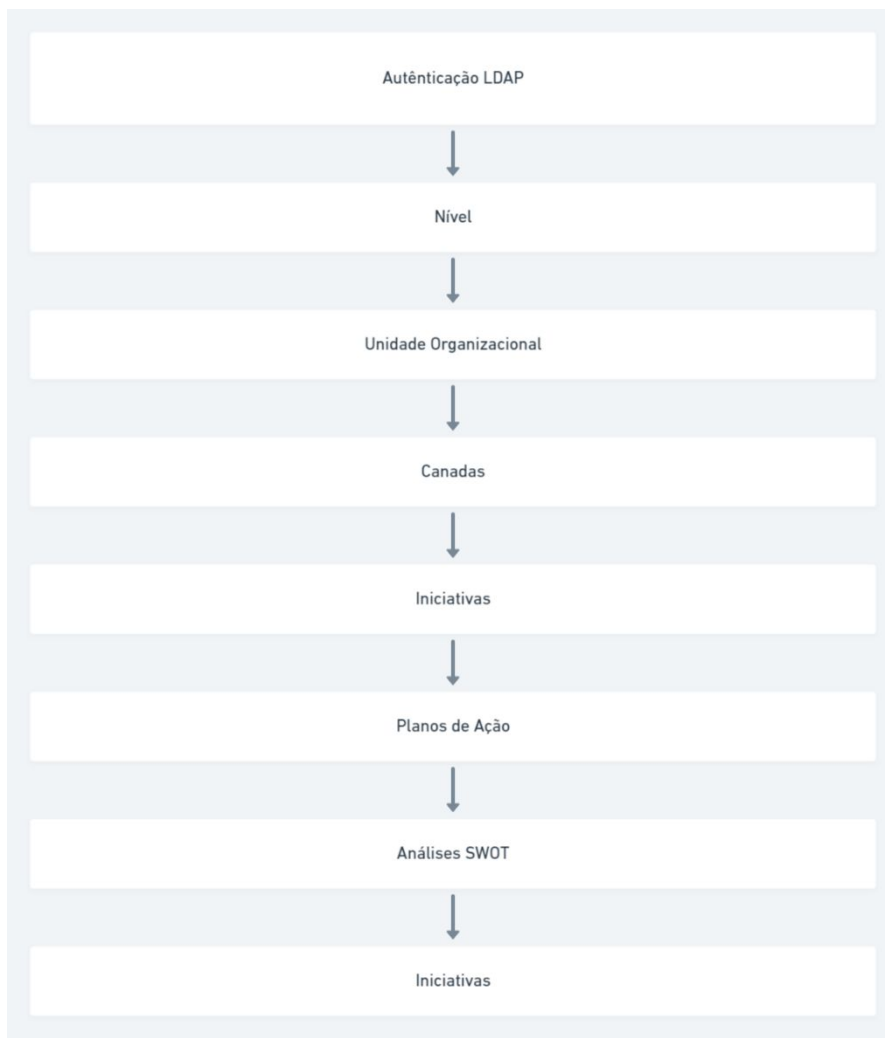 Autênticação LDAP
Nível
Unidade Organizacional
Canadas
Iniciativas
Planos de Ação
Análises SWOT
Iniciativas